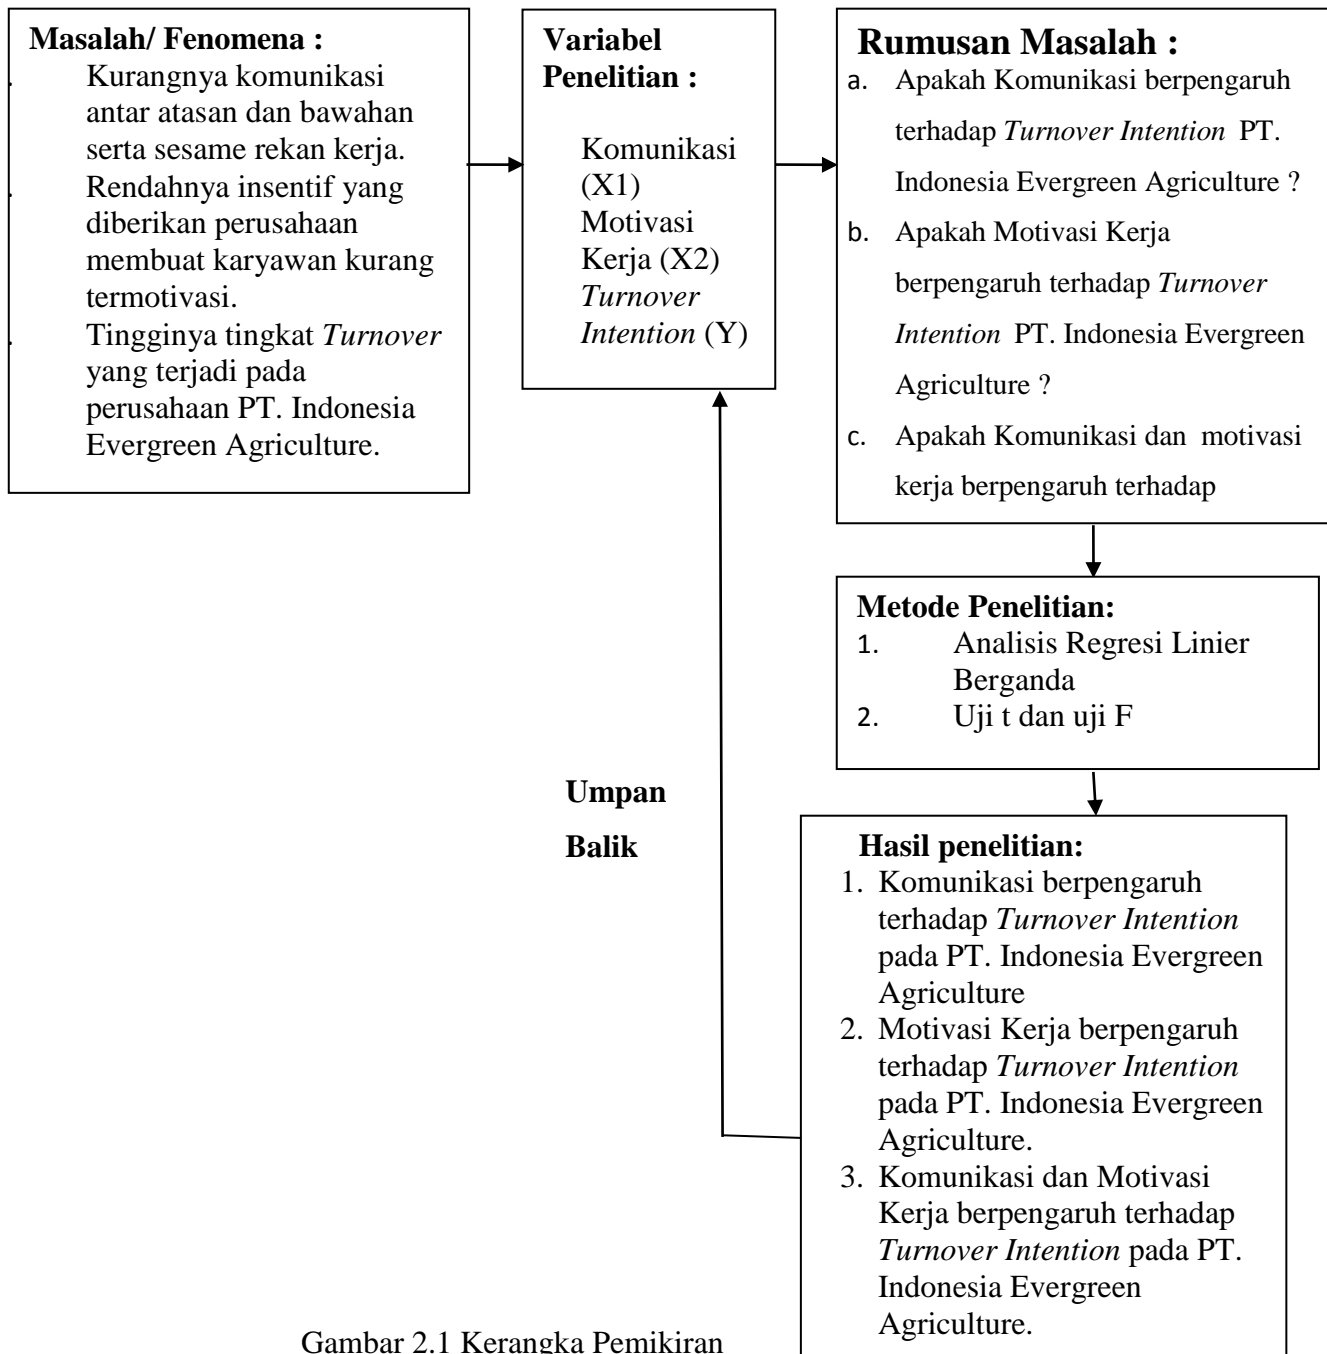 Masalah/ Fenomena :
. Kurangnya komunikasi
antar atasan dan bawahan
serta sesame rekan kerja.
. Rendahnya insentif yang
diberikan perusahaan
membuat karyawan kurang
termotivasi.
. Tingginya tingkat Turnover
yang terjadi pada
perusahaan PT. Indonesia
Evergreen Agriculture.
Variabel
Penelitian :
Komunikasi
(X1)
Motivasi
Kerja (X2)
Turnover
Intention (Y)
Rumusan Masalah :
a. Apakah Komunikasi berpengaruh
terhadap Turnover Intention PT.
Indonesia Evergreen Agriculture ?
b. Apakah Motivasi Kerja
berpengaruh terhadap Turnover
Intention PT. Indonesia Evergreen
Agriculture ?
c. Apakah Komunikasi dan motivasi
kerja berpengaruh terhadap
Metode Penelitian:
1. Analisis Regresi Linier
Berganda
2. Uji t dan uji F
Umpan
Balik
Hasil penelitian:
1. Komunikasi berpengaruh
terhadap Turnover Intention
pada PT. Indonesia Evergreen
Agriculture
2. Motivasi Kerja berpengaruh
terhadap Turnover Intention
pada PT. Indonesia Evergreen
Agriculture.
3. Komunikasi dan Motivasi
Kerja berpengaruh terhadap
Turnover Intention pada PT.
Indonesia Evergreen
Agriculture.
Gambar 2.1 Kerangka Pemikiran